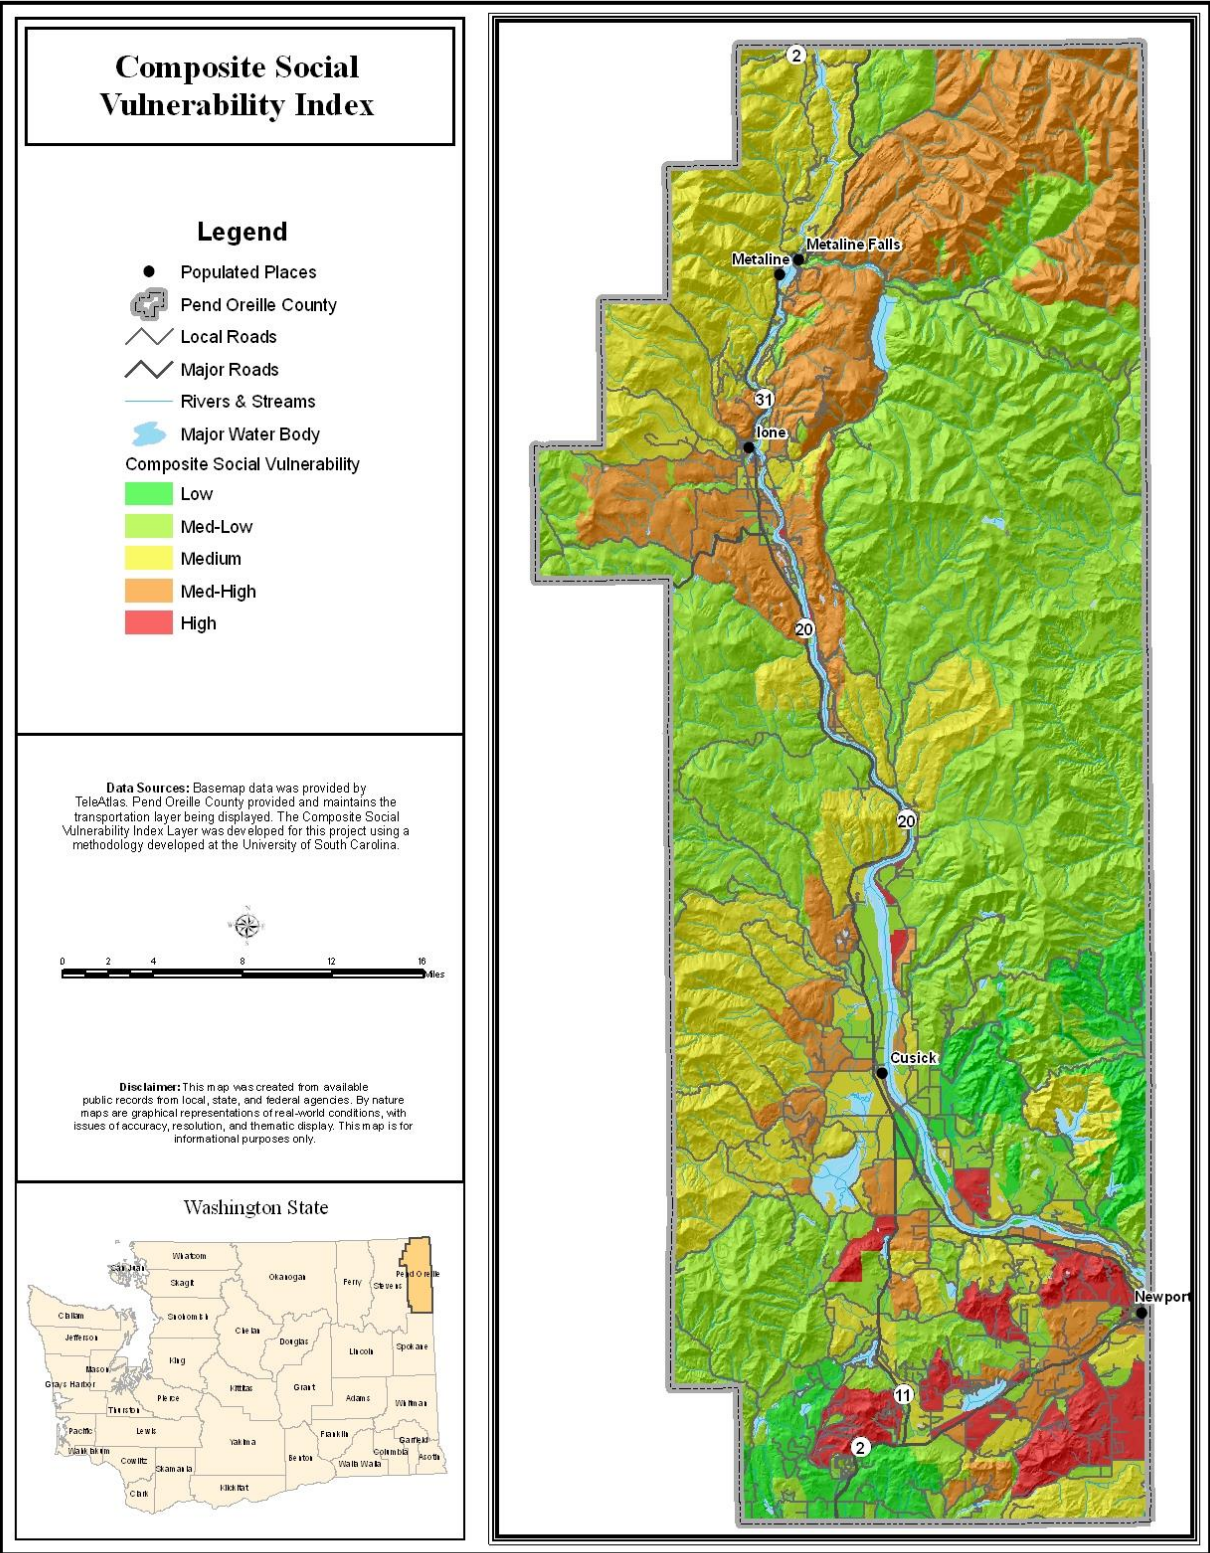 Composite Social
Vulnerability Index
Legend
Populated Places
Pend Oreille County
Local Roads
Major Roads
Rivers & Streams
Major Water Body
Composite Social Vulnerability
Low
Med-Low
Medium
Med-High
High
Data Sources: Basemap data was provided by
TeleAtlas. Pend Oreille County provided and maintains the
transportation layer being displayed. The Composite Social
Vulnerability Index Layer was developed for this project using a
methodology developed at the University of South Carolina.
N
W E
S
0 2 4 8 12 16
Miles
Disclaimer: This map was created from available
public records from local, state, and federal agencies. By nature
maps are graphical representations of real-world conditions, with
issues of accuracy, resolution, and thematic display. This map is for
informational purposes only.
Washington State
Whatcom
San Juan
Skagit
Okanogan
Ferry
Stevens
Pend Oreille
Clallam
Snohomish
Chelan
Jefferson
Douglas
Lincoln
Spokane
King
Mason
Grays Harbor
Kittitas
Grant
Adams
Whitman
Pierce
Thurston
Pacific
Lewis
Yakima
Franklin
Garfield
Wahkiakum
Cowlitz
Skamania
Benton
Walla Walla
Columbia
Asotin
Clark
Klickitat
2
Metaline Falls
Metaline
31
Ione
20
20
Cusick
Newport
11
2